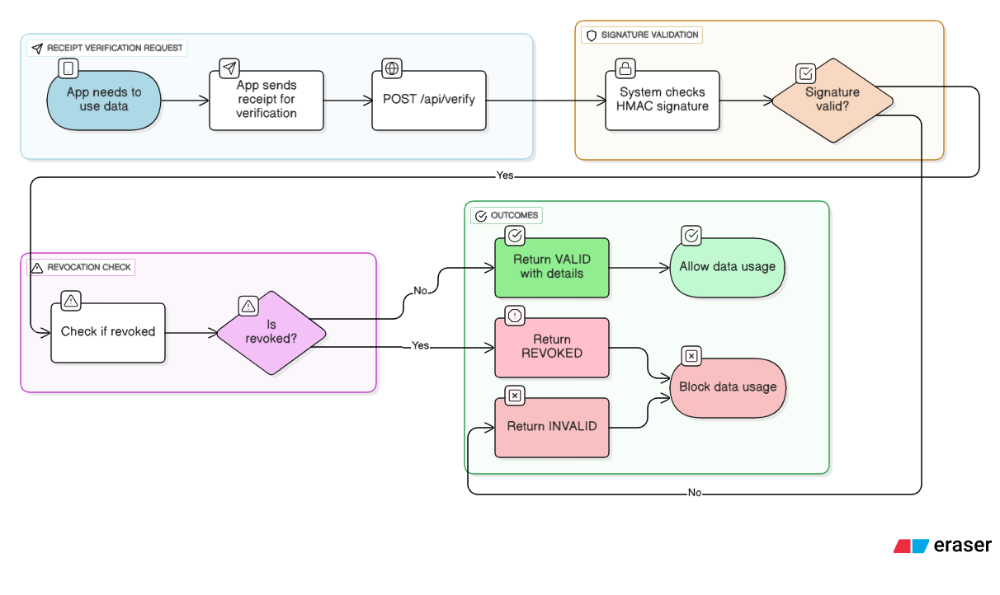 RECEIPT VERIFICATION REQUEST
App needs to
use data
App sends
receipt for
verification
POST /api/verify
SIGNATURE VALIDATION
System checks
HMAC signature
Signature
valid?
Yes
REVOCATION CHECK
Check if revoked
Is
revoked?
No
Yes
OUTCOMES
Return VALID
with details
Allow data usage
Return
REVOKED
Block data usage
Return INVALID
No
eraser